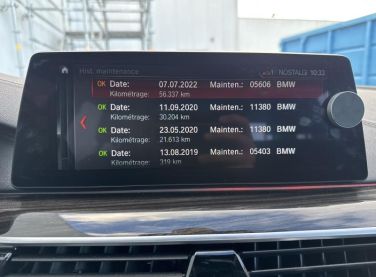 Hist. maintenance
NOSTALG 10:33
OK Date: 07.07.2022 Mainten.: 05606 BMW
Kilométrage: 56.337 km
OK Date: 11.09.2020 Mainten.: 11380 BMW
Kilométrage: 30.204 km
OK Date: 23.05.2020 Mainten.: 11380 BMW
Kilométrage: 21.613 km
OK Date: 13.08.2019 Mainten.: 05403 BMW
Kilométrage: 319 km